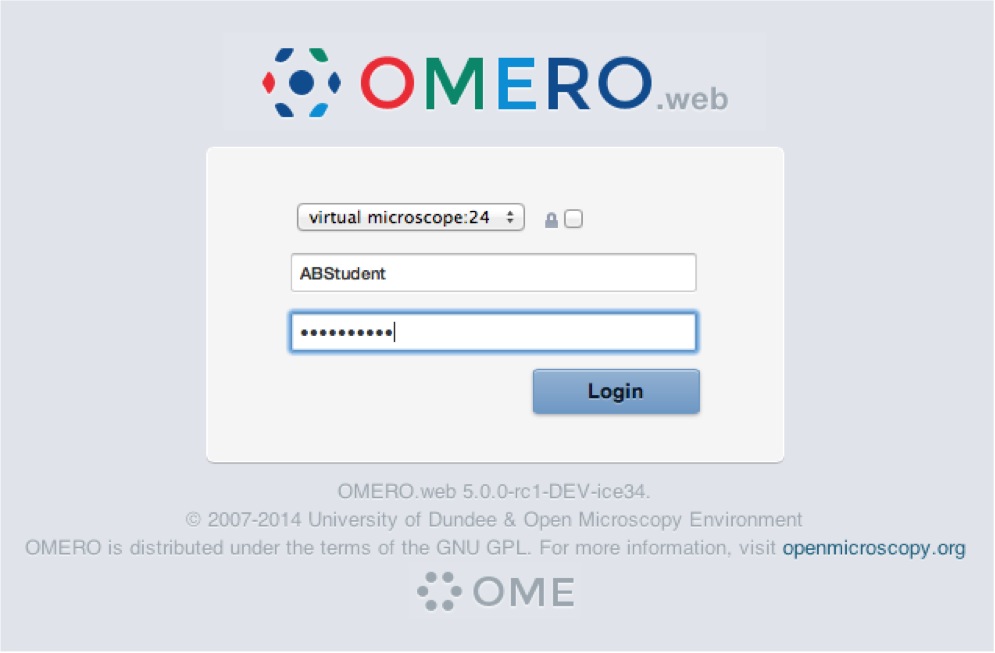 OMERO.web
virtual microscope:24
ABStudent
••••••••••
Login
OMERO.web 5.0.0-rc1-DEV-ice34.
© 2007-2014 University of Dundee & Open Microscopy Environment
OMERO is distributed under the terms of the GNU GPL. For more information, visit openmicroscopy.org
OME